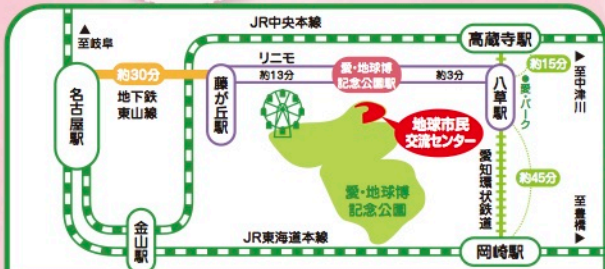 JR中央本線
至岐阜
高蔵寺駅
リニモ
約15分
至中津川
約30分
地下鉄
東山線
名古屋駅
藤が丘駅
約13分
愛・地球博
記念公園駅
約3分
八草駅
愛・パーク
地球市民
交流センター
愛・地球博
記念公園
愛知環状鉄道
約45分
至豊橋
金山駅
JR東海道本線
岡崎駅